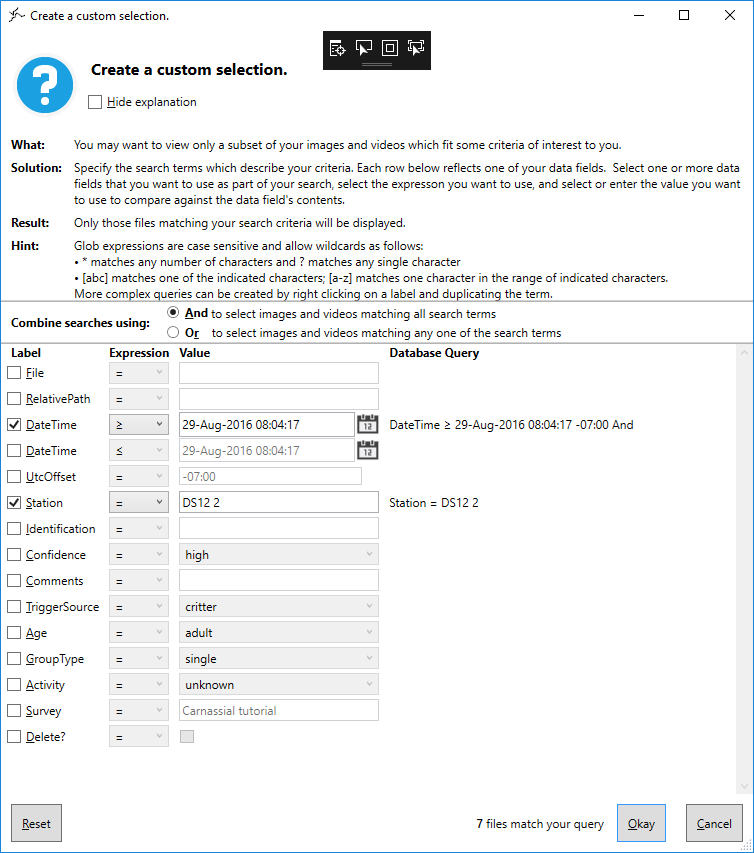 Create a custom selection.
Create a custom selection.
Hide explanation
What: You may want to view only a subset of your images and videos which fit some criteria of interest to you.
Solution: Specify the search terms which describe your criteria. Each row below reflects one of your data fields. Select one or more data
fields that you want to use as part of your search, select the expresson you want to use, and select or enter the value you want
to use to compare against the data field's contents.
Result: Only those files matching your search criteria will be displayed.
Hint: Glob expressions are case sensitive and allow wildcards as follows:
• * matches any number of characters and ? matches any single character
• [abc] matches one of the indicated characters; [a-z] matches one character in the range of indicated characters.
More complex queries can be created by right clicking on a label and duplicating the term.
Combine searches using:
And to select images and videos matching all search terms
Or to select images and videos matching any one of the search terms
Label Expression Value Database Query
File =
RelativePath =
DateTime ≥ 29-Aug-2016 08:04:17 12 DateTime ≥ 29-Aug-2016 08:04:17 -07:00 And
DateTime ≤ 29-Aug-2016 08:04:17 12
UtcOffset = -07:00
Station = DS12 2 Station = DS12 2
Identification =
Confidence = high
Comments =
TriggerSource = critter
Age = adult
GroupType = single
Activity = unknown
Survey = Carnassial tutorial
Delete? =
Reset 7 files match your query Okay Cancel